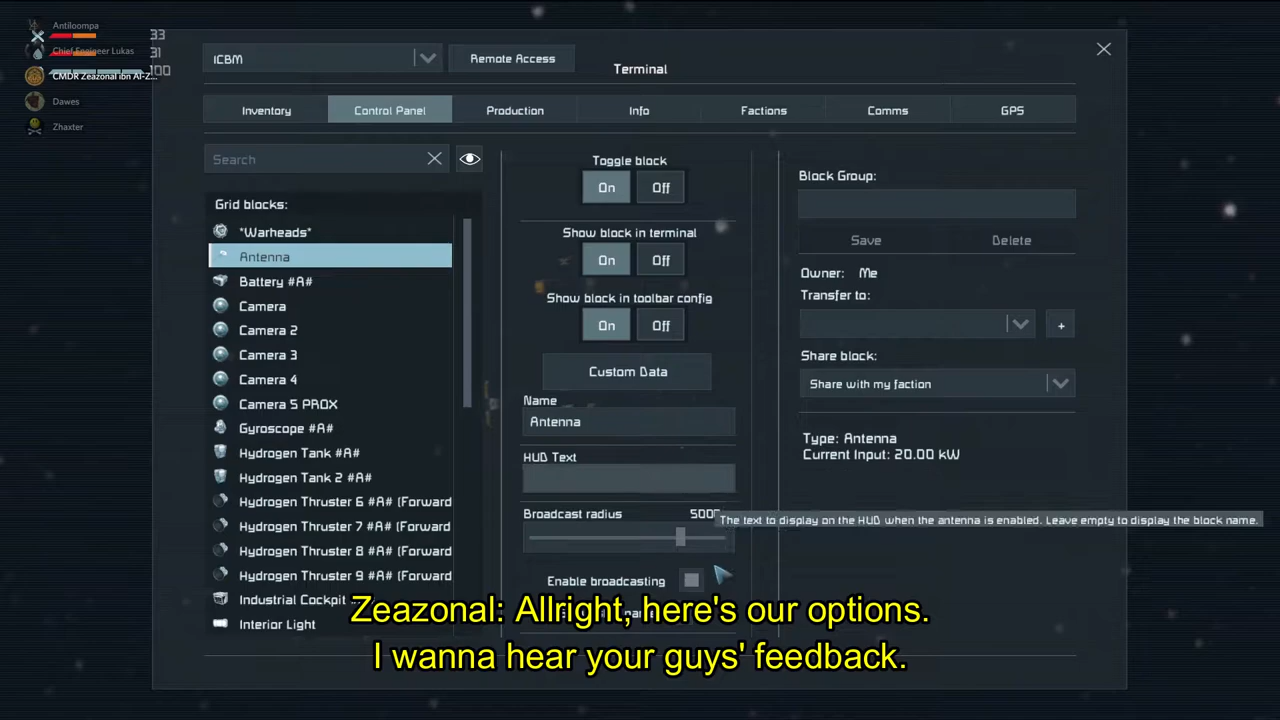 Antiloompa
33
Chief Engineer Lukas
31
CMDR Zeazonal ibn Al-Z...
100
Dawes
Zhaxter
ICBM
Remote Access
Terminal
Inventory
Control Panel
Production
Info
Factions
Comms
GPS
Search
Grid blocks:
*Warheads*
Antenna
Battery #A#
Camera
Camera 2
Camera 3
Camera 4
Camera 5 PROX
Gyroscope #A#
Hydrogen Tank #A#
Hydrogen Tank 2 #A#
Hydrogen Thruster 6 #A# (Forward
Hydrogen Thruster 7 #A# (Forward
Hydrogen Thruster 8 #A# (Forward
Hydrogen Thruster 9 #A# (Forward
Industrial Cockpit
Interior Light
Toggle block
On Off
Show block in terminal
On Off
Show block in toolbar config
On Off
Custom Data
Name
Antenna
HUD Text
Broadcast radius
The text to display on the HUD when the antenna is enabled. Leave empty to display the block name.
Enable broadcasting
Block Group:
Save Delete
Owner: Me
Transfer to:
+
Share block:
Share with my faction
Type: Antenna
Current Input: 20.00 kW
Zeazonal: Allright, here's our options.
I wanna hear your guys' feedback.